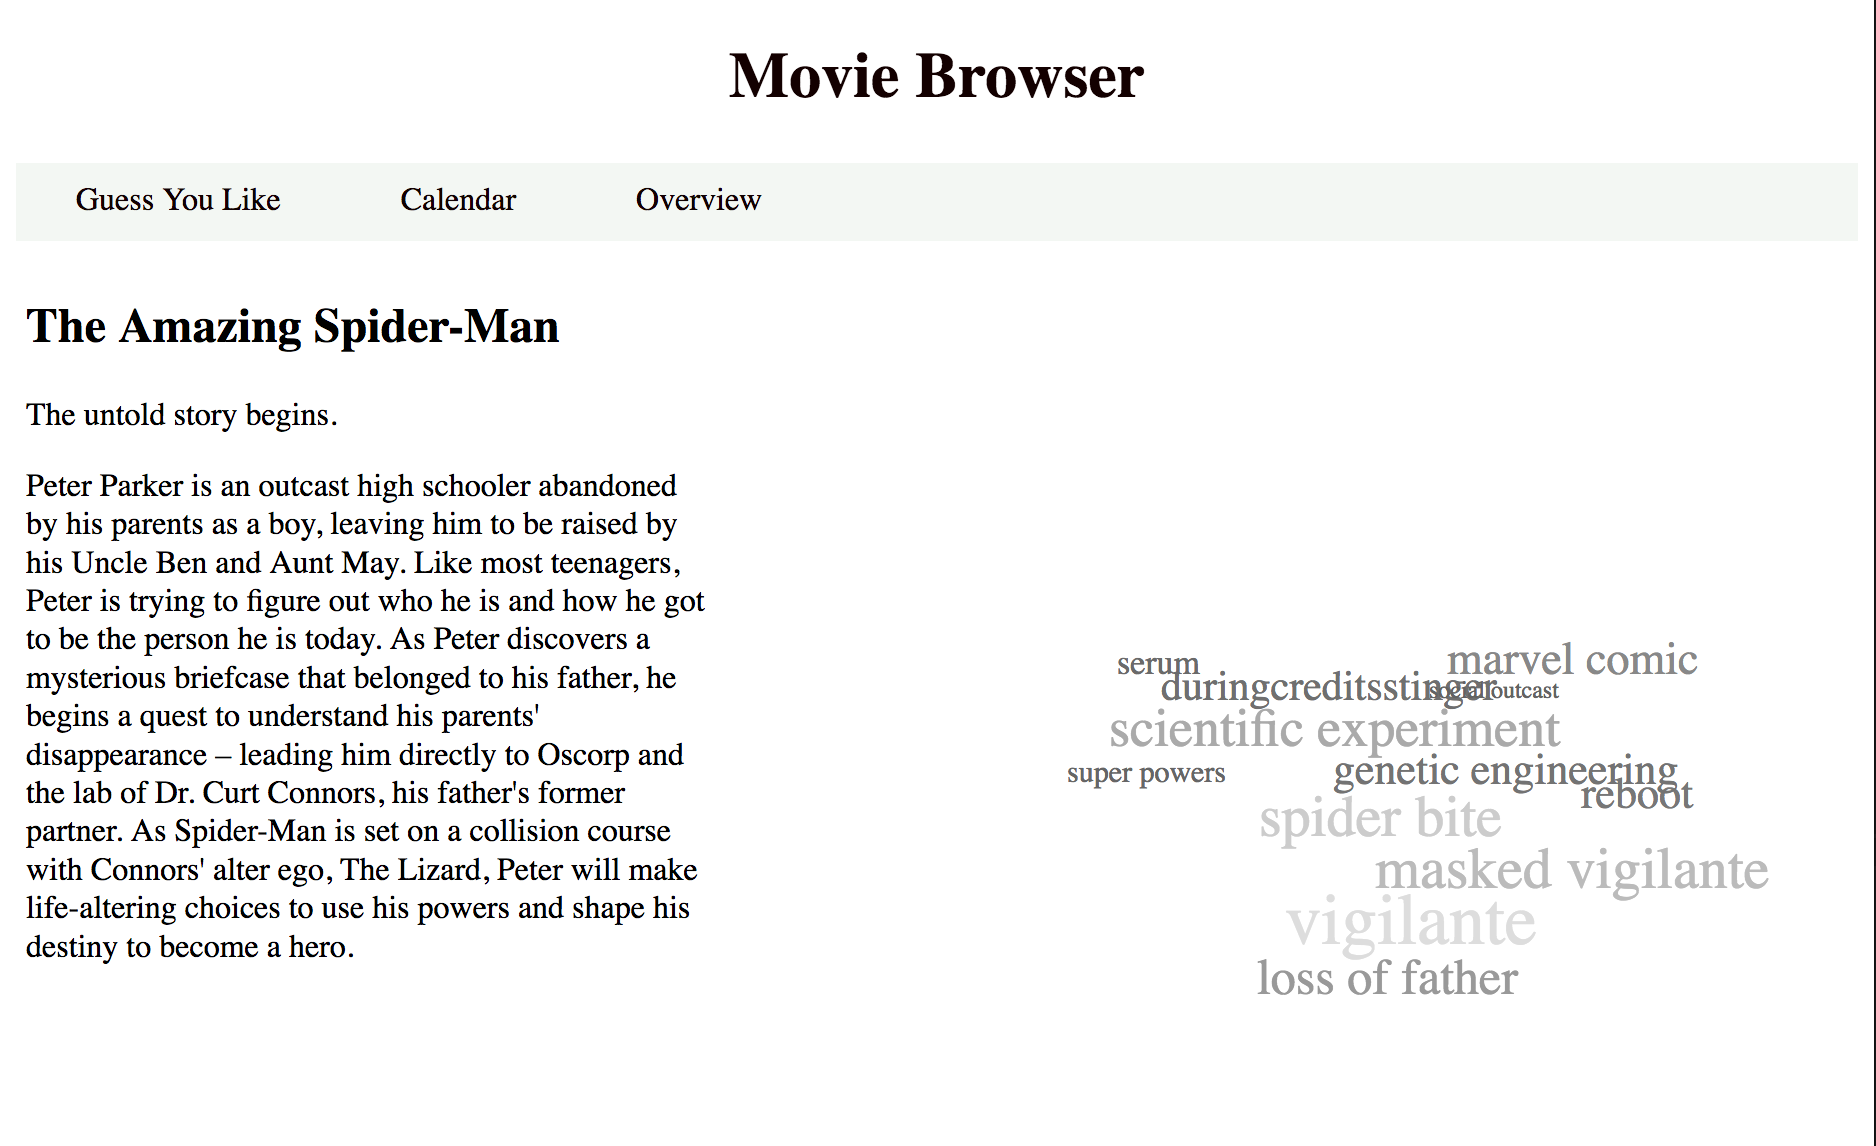 Movie Browser
Guess You Like Calendar Overview
The Amazing Spider-Man
The untold story begins.
Peter Parker is an outcast high schooler abandoned
by his parents as a boy, leaving him to be raised by
his Uncle Ben and Aunt May. Like most teenagers,
Peter is trying to figure out who he is and how he got
to be the person he is today. As Peter discovers a
mysterious briefcase that belonged to his father, he
begins a quest to understand his parents'
disappearance – leading him directly to Oscorp and
the lab of Dr. Curt Connors, his father's former
partner. As Spider-Man is set on a collision course
with Connors' alter ego, The Lizard, Peter will make
life-altering choices to use his powers and shape his
destiny to become a hero.
marvel comic
serum
duringcreditsstinger
social outcast
scientific experiment
genetic engineering
super powers
reboot
spider bite
masked vigilante
vigilante
loss of father